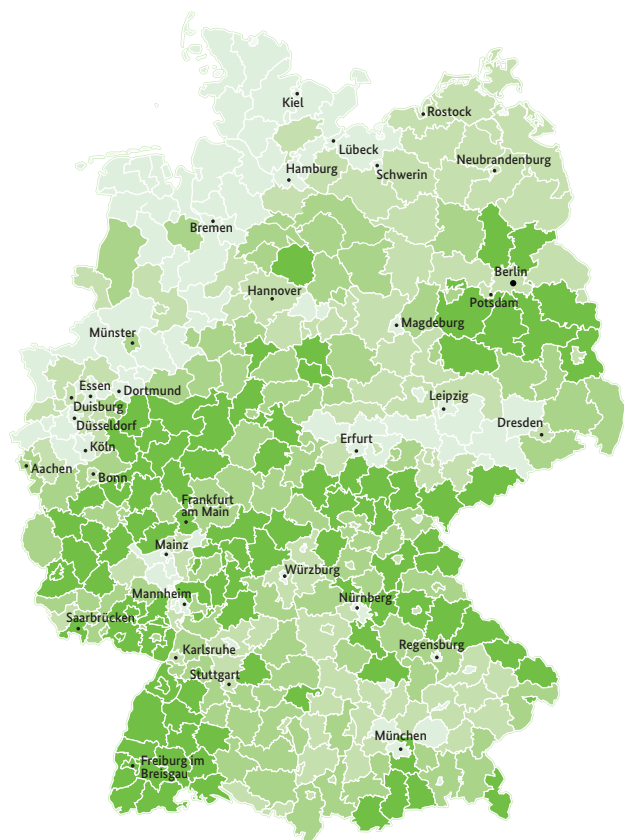 Kiel
Rostock
Lübeck
Neubrandenburg
Hamburg
Schwerin
Bremen
Berlin
Hannover
Potsdam
Magdeburg
Münster
Essen
Dortmund
Leipzig
Duisburg
Düsseldorf
Dresden
Erfurt
Köln
Aachen
Bonn
Frankfurt
am Main
Mainz
Würzburg
Mannheim
Nürnberg
Saarbrücken
Regensburg
Karlsruhe
Stuttgart
München
Freiburg im
Breisgau